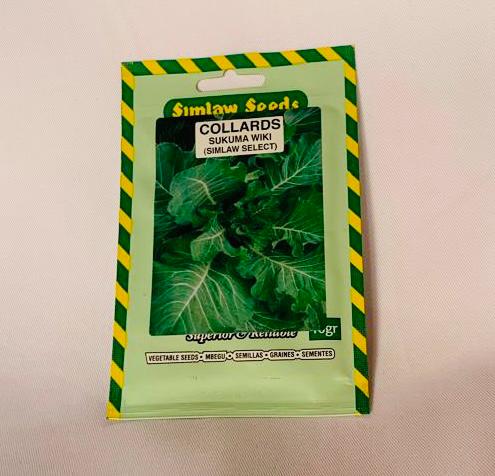 Simlaw Seeds
COLLARDS
SUKUMA WIKI
(SIMLAW SELECT)
Superior & Reliable
10gr
VEGETABLE SEEDS • MBEGU • SEMILLAS • GRAINES • SEMENTES